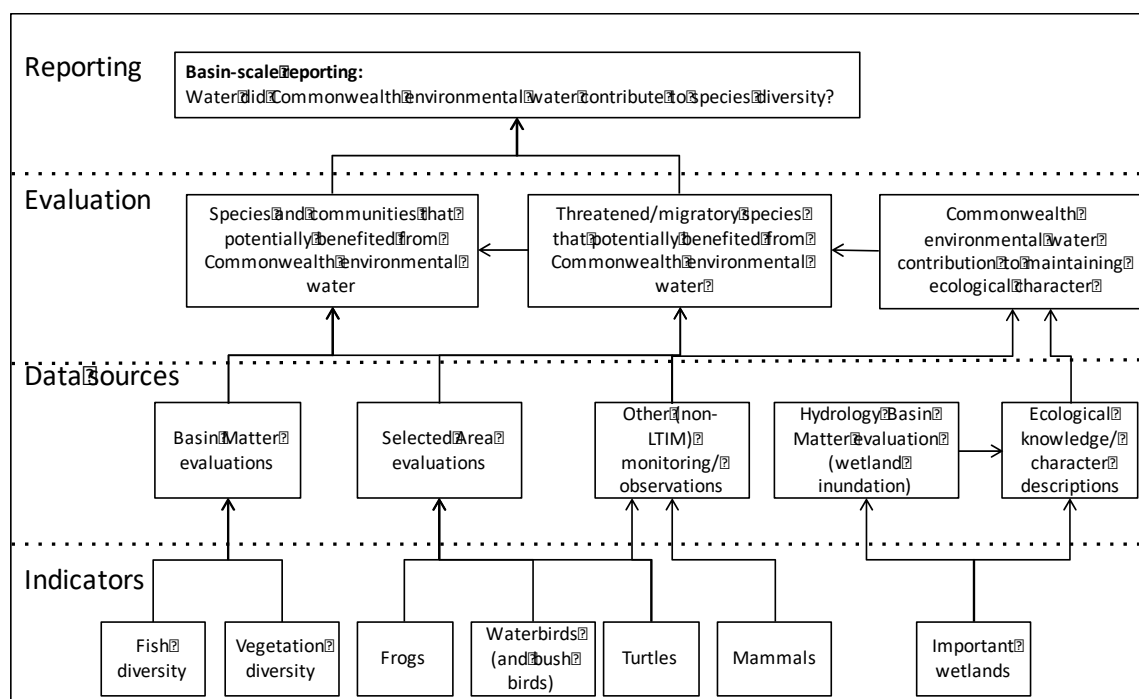 Reporting
Basin-scale reporting:
Water did Commonwealth environmental water contribute to species diversity?
Evaluation
Species and communities that
potentially benefited from
Commonwealth environmental
water
Threatened/migratory species
that potentially benefited from
Commonwealth environmental
water
Commonwealth
environmental water
contribution to maintaining
ecological character
Data sources
Basin Matter
evaluations
Selected Area
evaluations
Other (non-
LTIM)
monitoring/
observations
Hydrology Basin
Matter evaluation
(wetland
inundation)
Ecological
knowledge/
character
descriptions
Indicators
Fish
diversity
Vegetation
diversity
Frogs
Waterbirds
(and bush
birds)
Turtles
Mammals
Important
wetlands